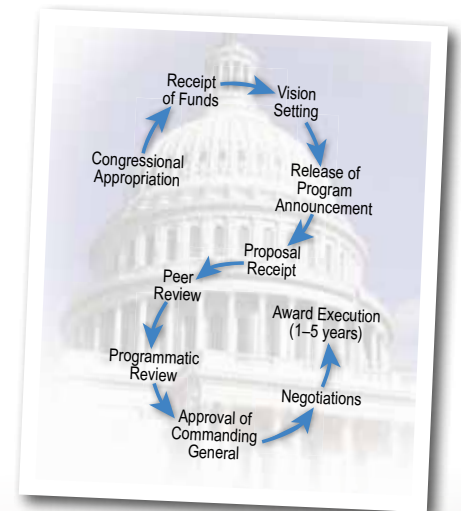 Receipt
of Funds
Vision
Setting
Congressional
Appropriation
Release of
Program
Announcement
Proposal
Receipt
Peer
Review
Award Execution
(1–5 years)
Programmatic
Review
Negotiations
Approval of
Commanding
General